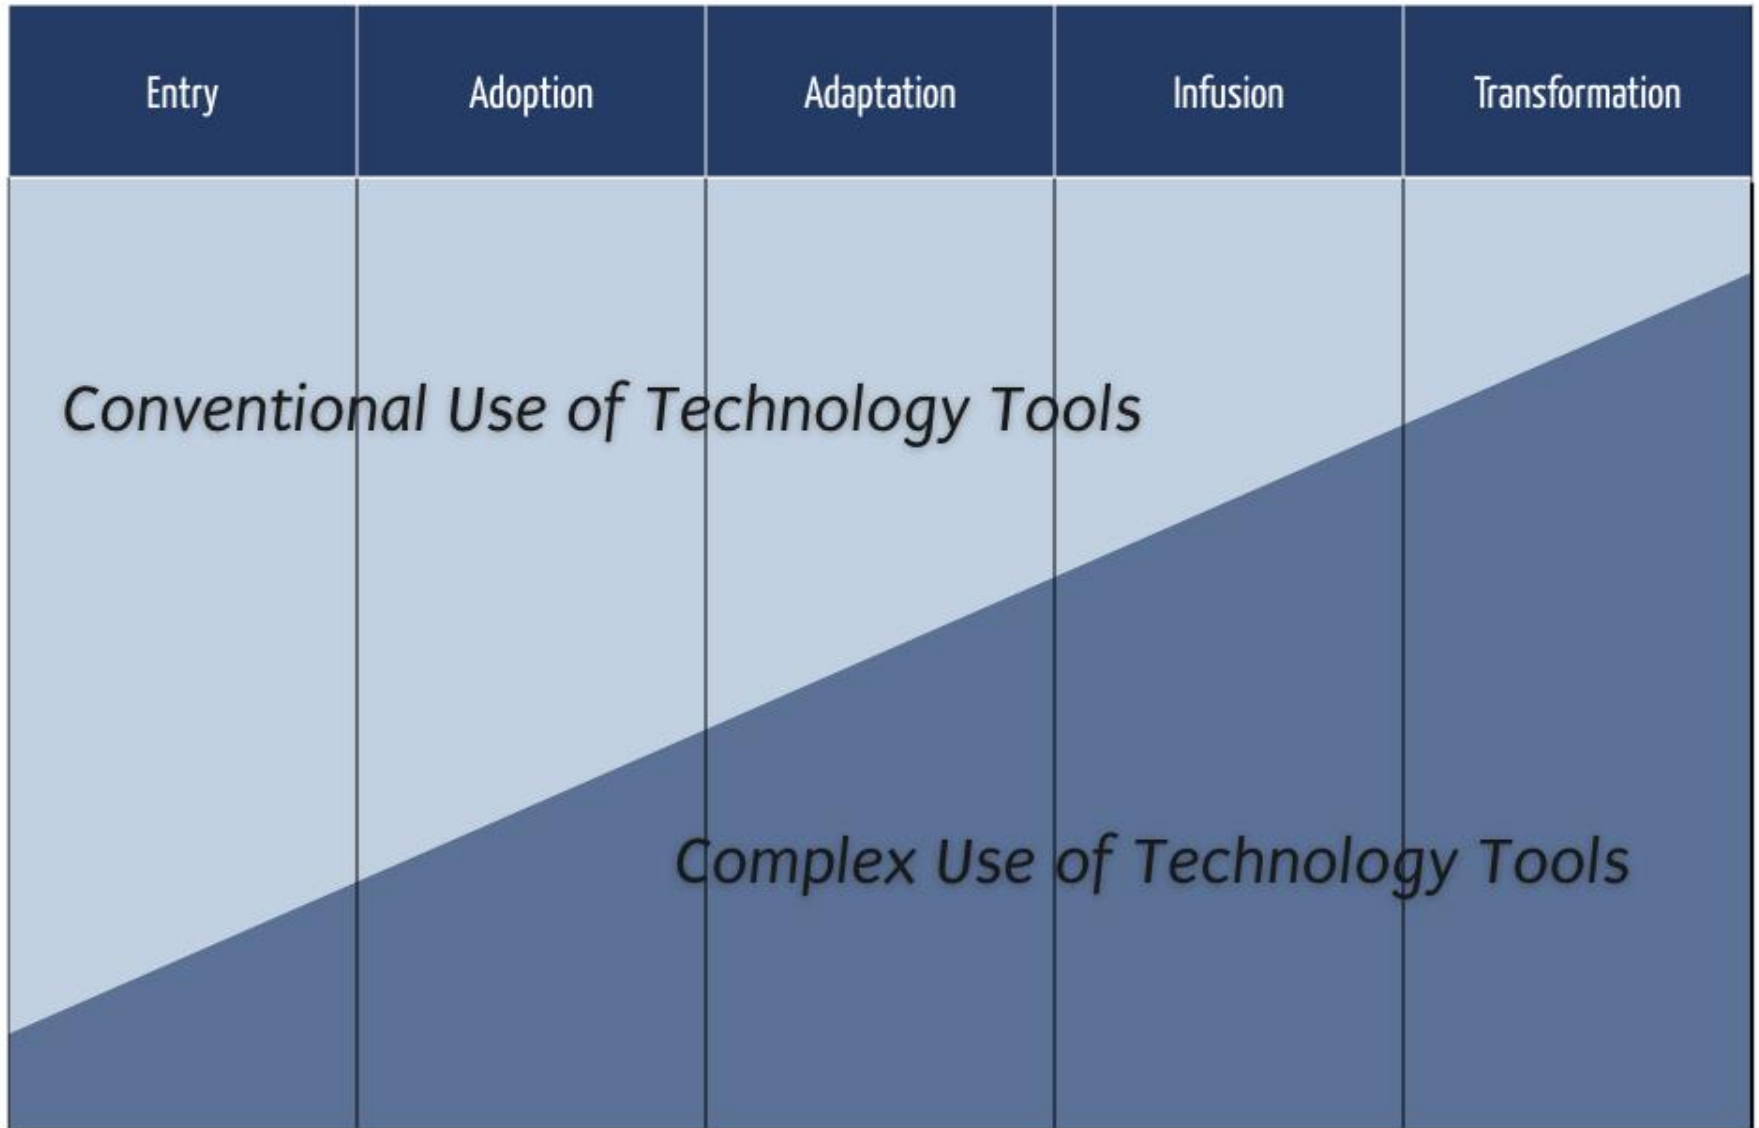 Entry
Adoption
Adaptation
Infusion
Transformation
Conventional Use of Technology Tools
Complex Use of Technology Tools